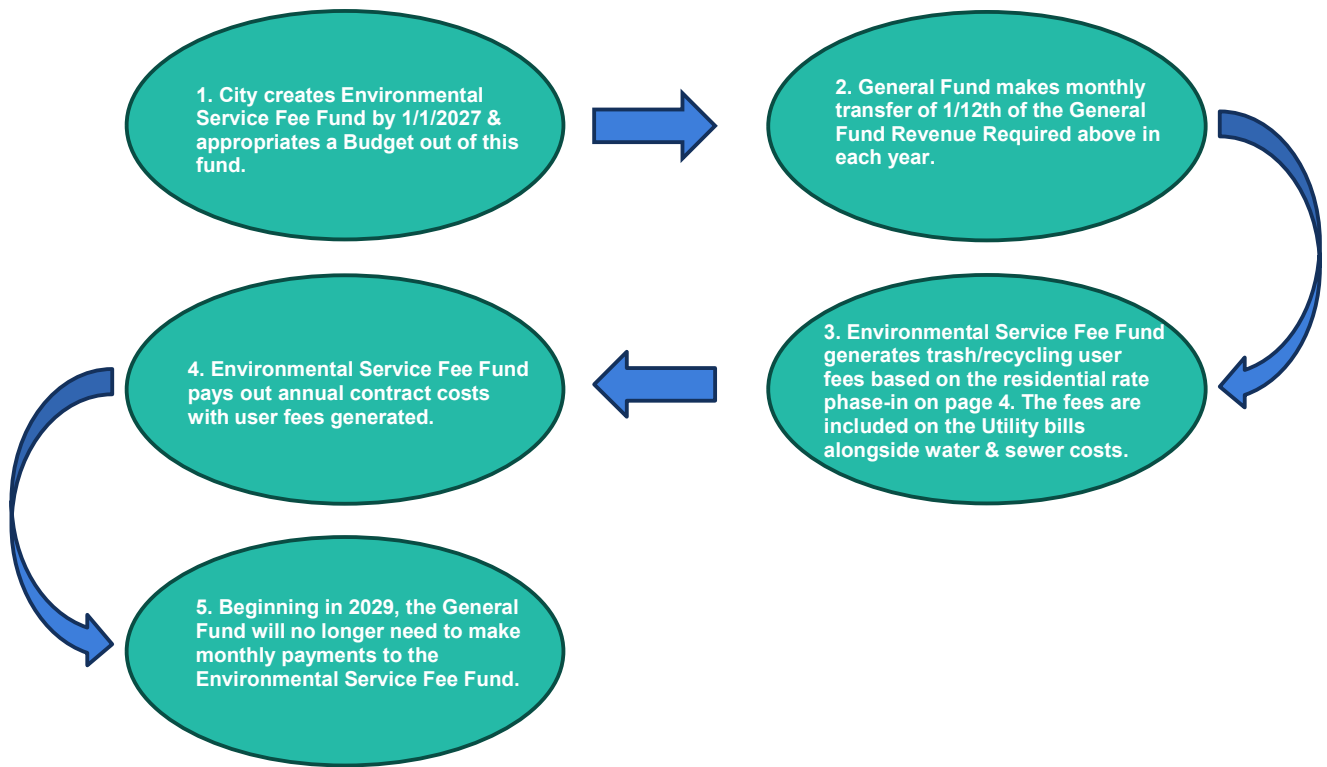 1. City creates Environmental
Service Fee Fund by 1/1/2027 &
appropriates a Budget out of this
fund.
2. General Fund makes monthly
transfer of 1/12th of the General
Fund Revenue Required above in
each year.
3. Environmental Service Fee Fund
generates trash/recycling user
fees based on the residential rate
phase-in on page 4. The fees are
included on the Utility bills
alongside water & sewer costs.
4. Environmental Service Fee Fund
pays out annual contract costs
with user fees generated.
5. Beginning in 2029, the General
Fund will no longer need to make
monthly payments to the
Environmental Service Fee Fund.